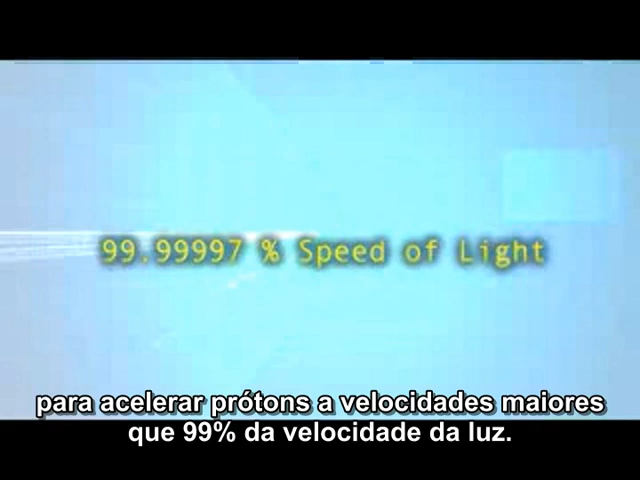 99.99997 % Speed of Light
para acelerar prótons a velocidades maiores
que 99% da velocidade da luz.